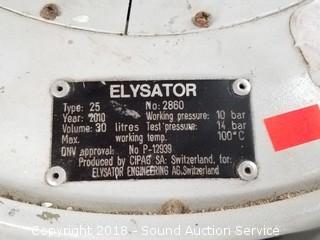 ELYSATOR
Type: 25 No: 2860
Year: 2010 Working pressure: 10 bar
Volume: 30 litres Test pressure: 14 bar
Max. working temp. 100°C
DNV approval: No P-12939
Produced by CIPAG SA: Switzerland, for:
ELYSATOR ENGINEERING AG.Switzerland
Copyright 2018 - Sound Auction Service